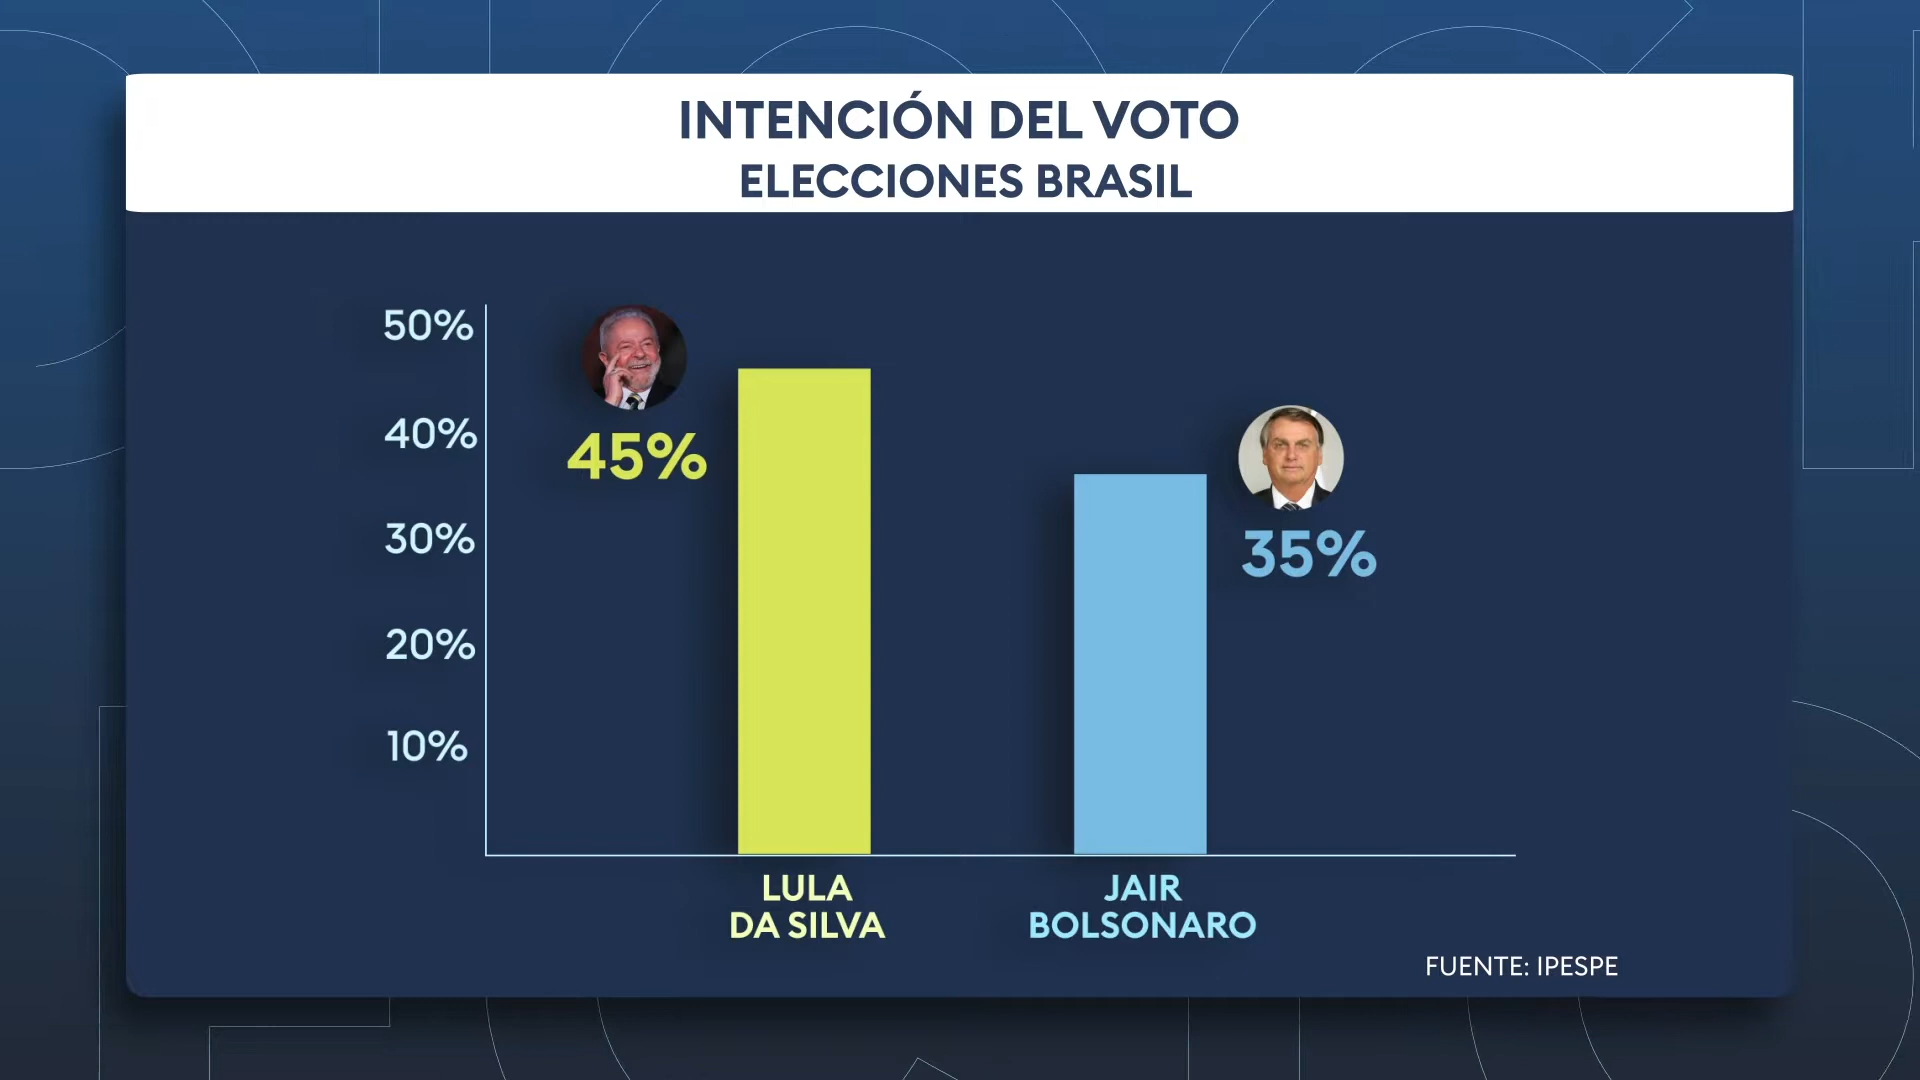 INTENCIÓN DEL VOTO
ELECCIONES BRASIL
50%
40%
30%
20%
10%
45%
35%
LULA
DA SILVA
JAIR
BOLSONARO
FUENTE: IPESPE